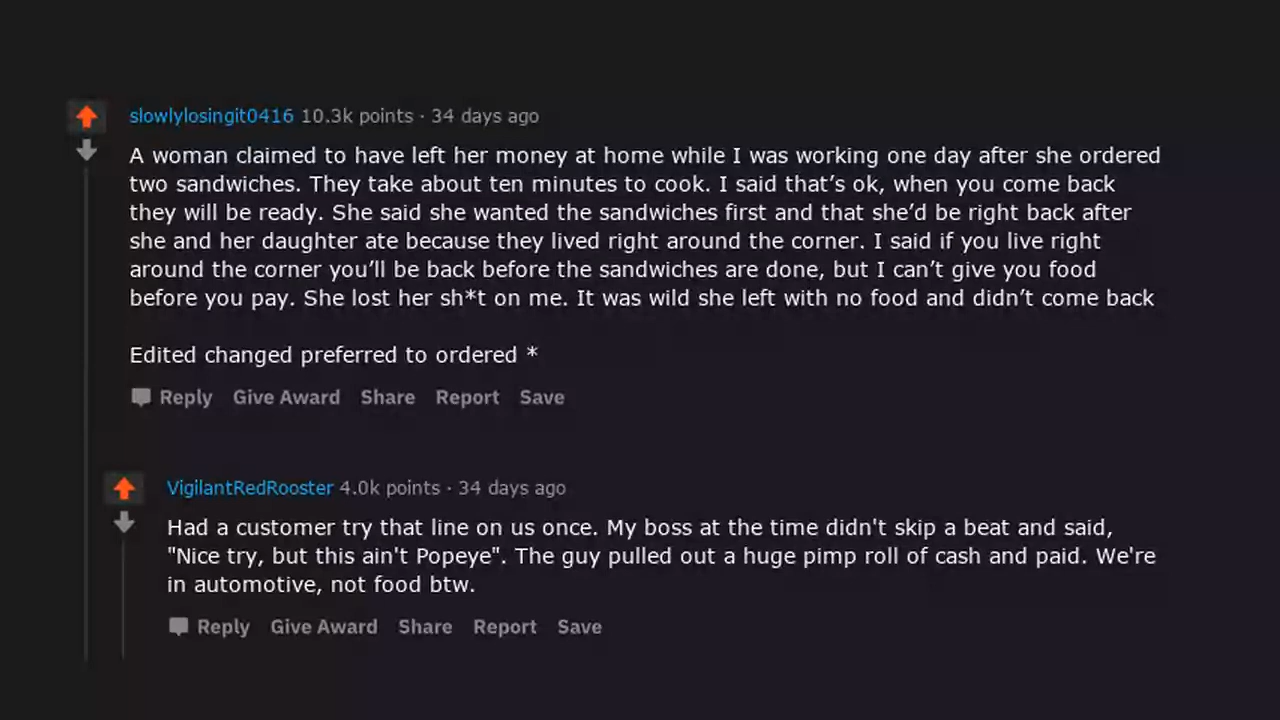 slowlylosingit0416 10.3k points · 34 days ago
A woman claimed to have left her money at home while I was working one day after she ordered
two sandwiches. They take about ten minutes to cook. I said that’s ok, when you come back
they will be ready. She said she wanted the sandwiches first and that she’d be right back after
she and her daughter ate because they lived right around the corner. I said if you live right
around the corner you’ll be back before the sandwiches are done, but I can’t give you food
before you pay. She lost her sh*t on me. It was wild she left with no food and didn’t come back
Edited changed preferred to ordered *
Reply Give Award Share Report Save
VigilantRedRooster 4.0k points · 34 days ago
Had a customer try that line on us once. My boss at the time didn't skip a beat and said,
"Nice try, but this ain't Popeye". The guy pulled out a huge pimp roll of cash and paid. We're
in automotive, not food btw.
Reply Give Award Share Report Save